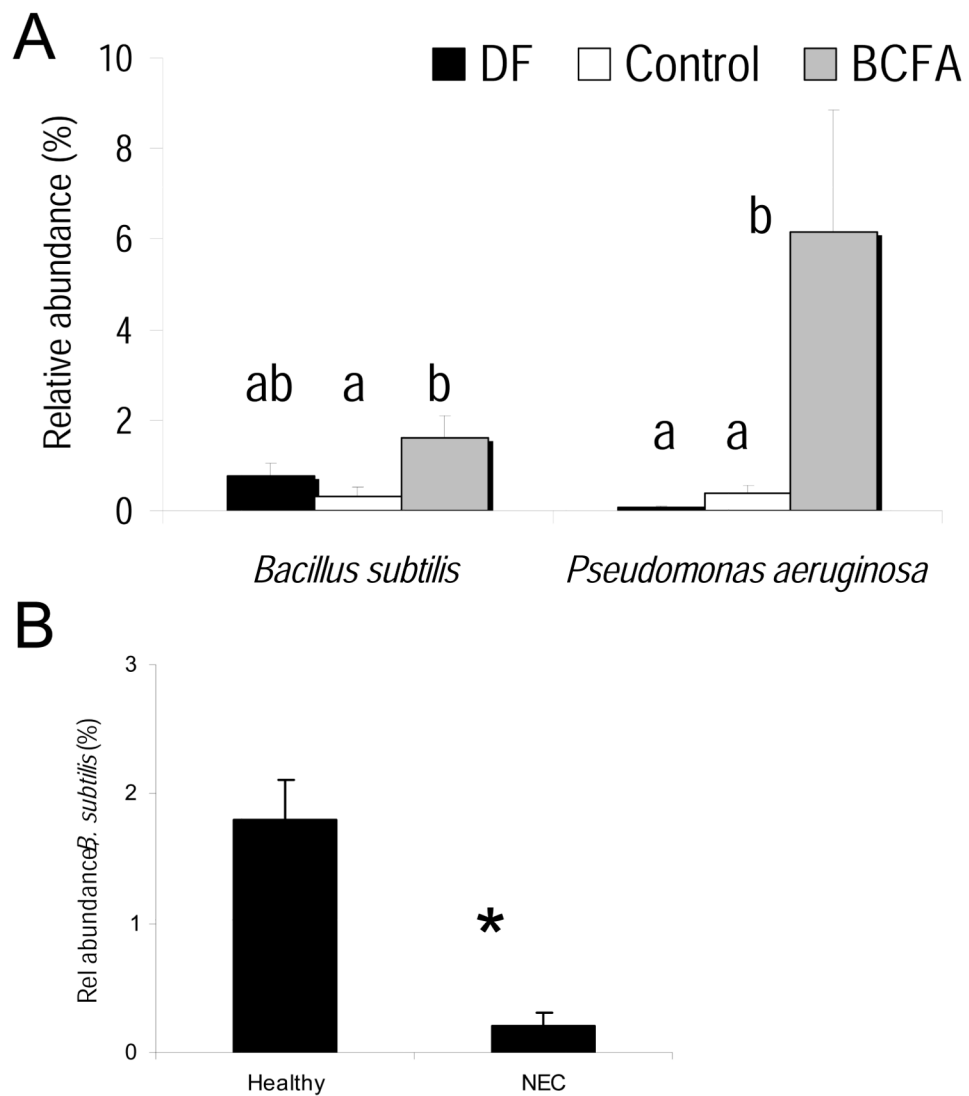 A
10
DF Control BCFA
8
6
4
2
0
Relative abundance (%)
b
ab a b
a a
Bacillus subtilis Pseudomonas aeruginosa
B
3
2
1
0
Rel abundance, B. subtilis (%)
*
Healthy NEC